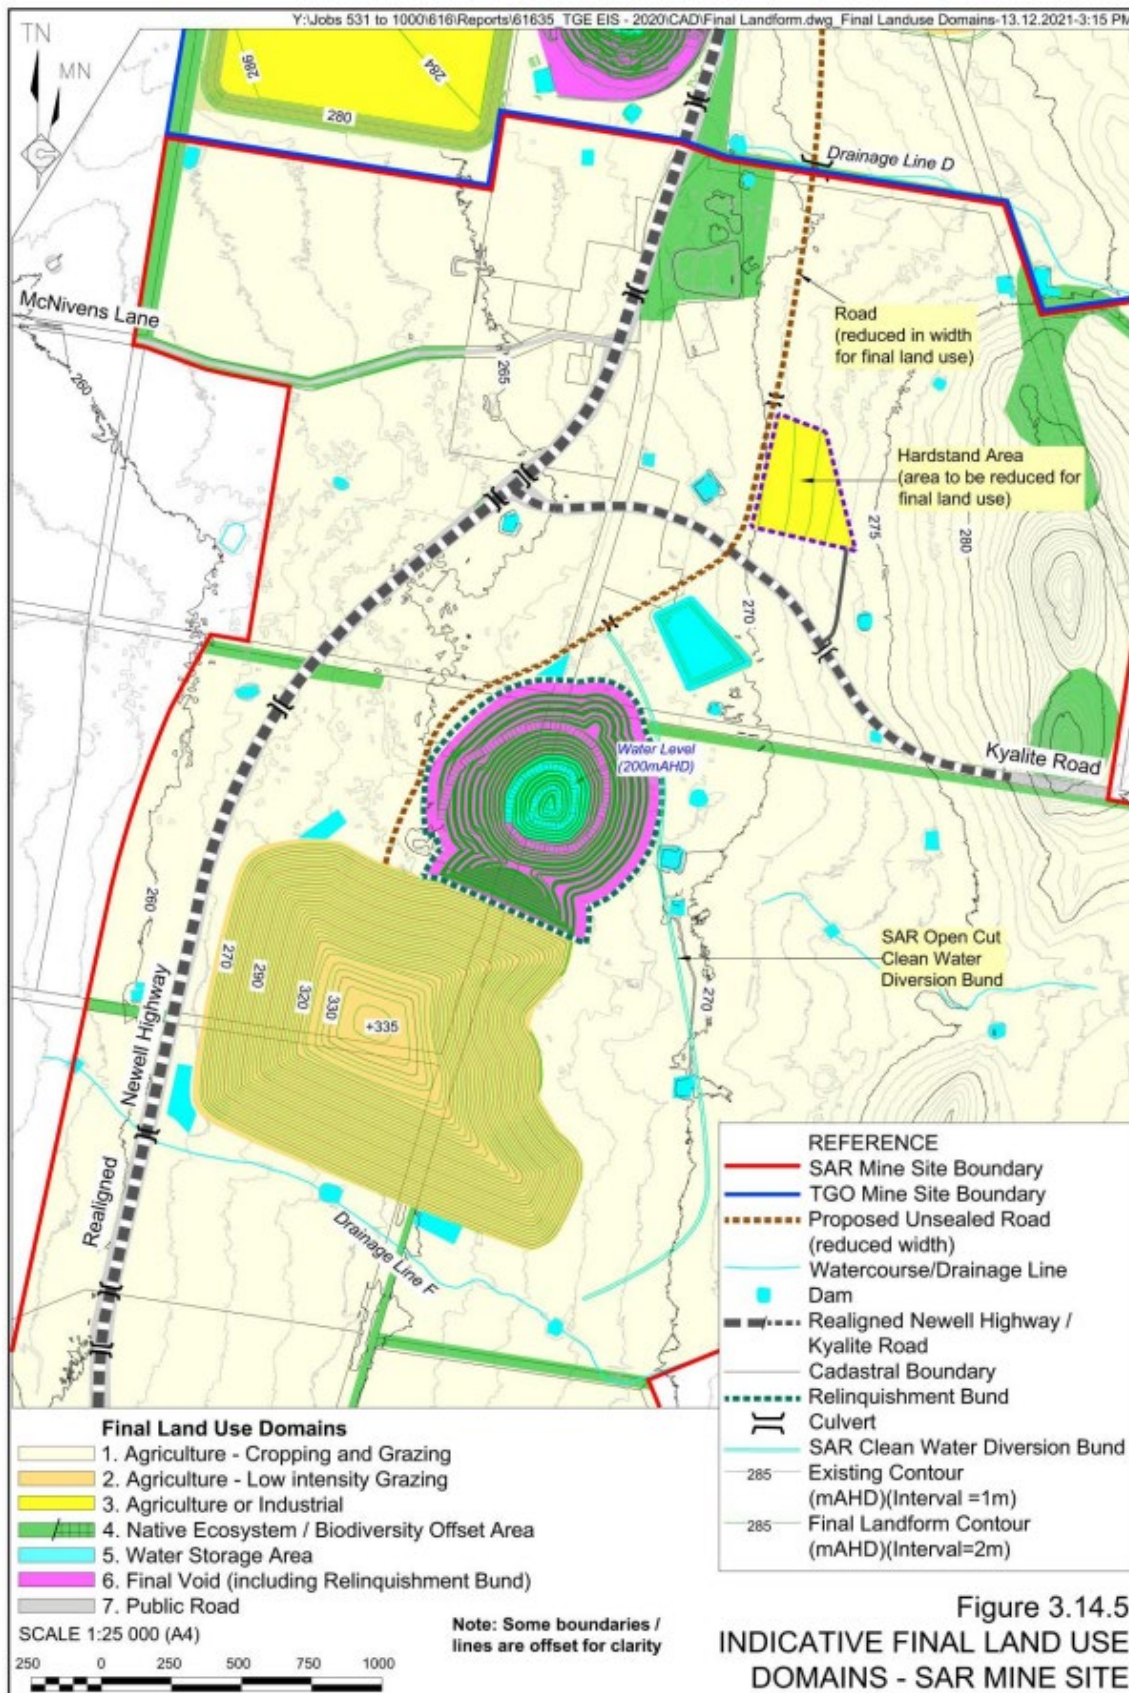 Y:\Jobs 531 to 1000\616\Reports\61635_TGE EIS - 2020\CAD\Final Landform.dwg_Final Landuse Domains-13.12.2021-3:15 PM
TN
MN
286
284
280
Drainage Line D
McNivens Lane
260
265
Road
(reduced in width
for final land use)
Hardstand Area
(area to be reduced for
final land use)
275
280
270
Water Level
(200mAHD)
Kyalite Road
260
270
290
320
330
+335
SAR Open Cut
Clean Water
Diversion Bund
270
Realigned Newell Highway
Drainage Line F
REFERENCE
SAR Mine Site Boundary
TGO Mine Site Boundary
Proposed Unsealed Road
(reduced width)
Watercourse/Drainage Line
Dam
Realigned Newell Highway /
Kyalite Road
Cadastral Boundary
Relinquishment Bund
Culvert
SAR Clean Water Diversion Bund
285 Existing Contour
(mAHD)(Interval =1m)
285 Final Landform Contour
(mAHD)(Interval=2m)
Final Land Use Domains
1. Agriculture - Cropping and Grazing
2. Agriculture - Low intensity Grazing
3. Agriculture or Industrial
4. Native Ecosystem / Biodiversity Offset Area
5. Water Storage Area
6. Final Void (including Relinquishment Bund)
7. Public Road
SCALE 1:25 000 (A4)
250 0 250 500 750 1000
Note: Some boundaries /
lines are offset for clarity
Figure 3.14.5
INDICATIVE FINAL LAND USE
DOMAINS - SAR MINE SITE